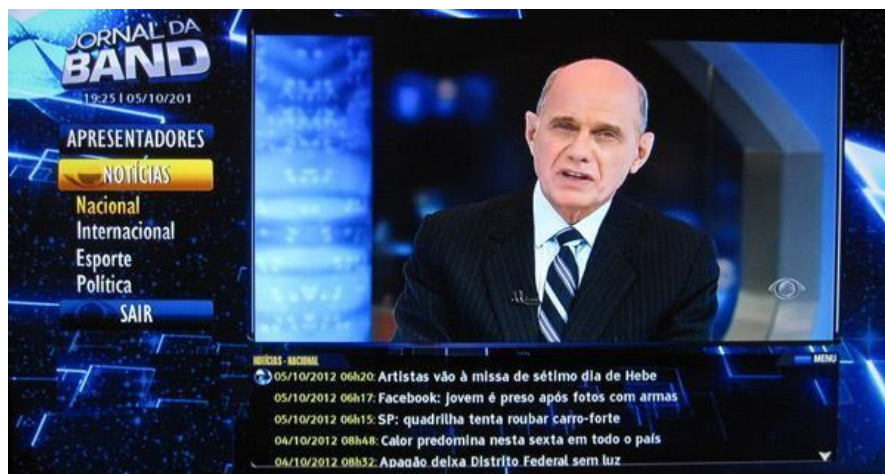 JORNAL DA
BAND
19:25 | 05/10/201
APRESENTADORES
NOTÍCIAS
Nacional
Internacional
Esporte
Política
SAIR
NOTÍCIAS - NACIONAL
MENU
05/10/2012 06h20: Artistas vão à missa de sétimo dia de Hebe
05/10/2012 06h17: Facebook: jovem é preso após fotos com armas
05/10/2012 06h15: SP: quadrilha tenta roubar carro-forte
04/10/2012 08h48: Calor predomina nesta sexta em todo o país
04/10/2012 08h32: Apagão deixa Distrito Federal sem luz